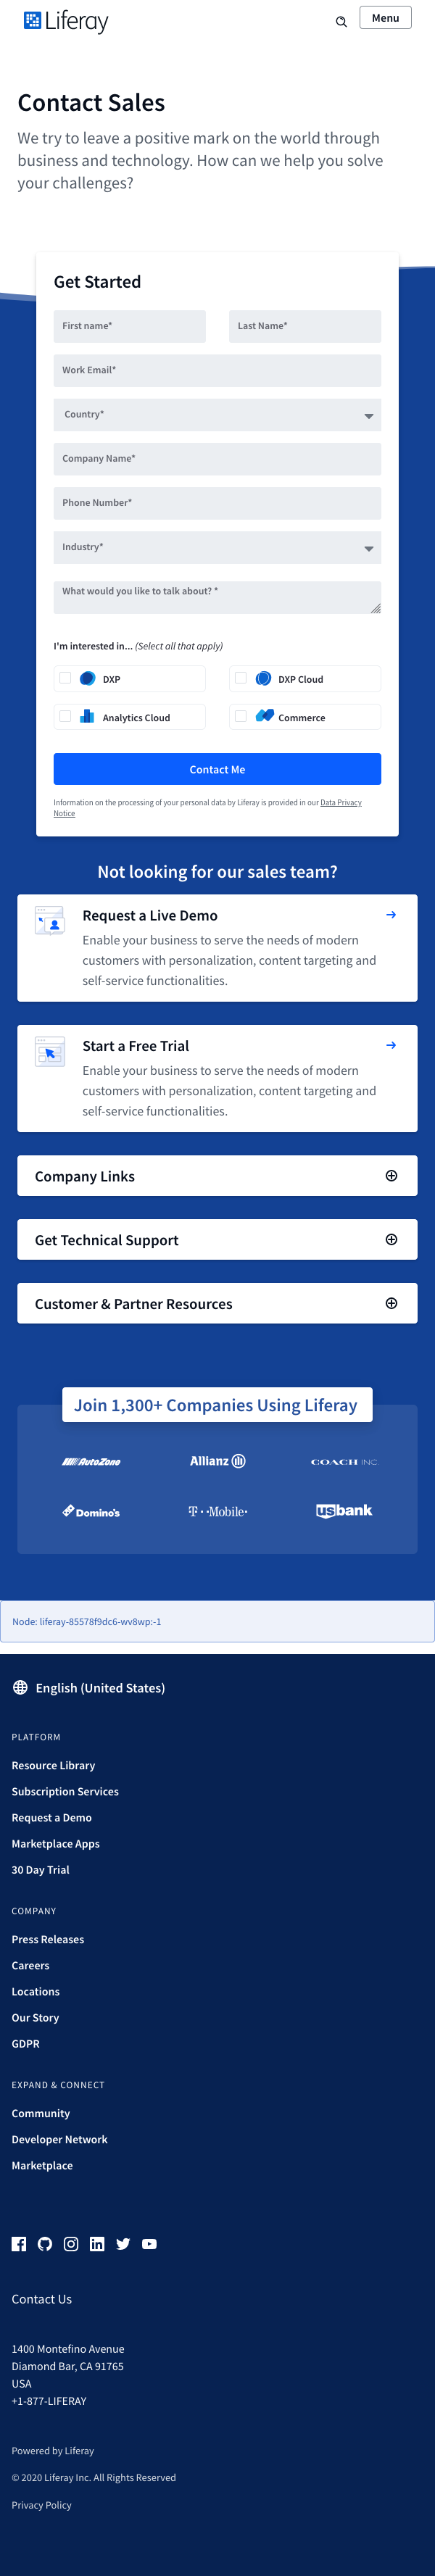 Liferay
Menu
Contact Sales
We try to leave a positive mark on the world through
business and technology. How can we help you solve
your challenges?
Get Started
First name*
Last Name*
Work Email*
Country*
Company Name*
Phone Number*
Industry*
What would you like to talk about? *
I'm interested in... (Select all that apply)
DXP
DXP Cloud
Analytics Cloud
Commerce
Contact Me
Information on the processing of your personal data by Liferay is provided in our Data Privacy
Notice
Not looking for our sales team?
Request a Live Demo
Enable your business to serve the needs of modern
customers with personalization, content targeting and
self-service functionalities.
Start a Free Trial
Enable your business to serve the needs of modern
customers with personalization, content targeting and
self-service functionalities.
Company Links
Get Technical Support
Customer & Partner Resources
Join 1,300+ Companies Using Liferay
AutoZone
Allianz
COACH INC.
Domino's
T··Mobile·
usbank
Node: liferay-85578f9dc6-wv8wp:-1
English (United States)
PLATFORM
Resource Library
Subscription Services
Request a Demo
Marketplace Apps
30 Day Trial
COMPANY
Press Releases
Careers
Locations
Our Story
GDPR
EXPAND & CONNECT
Community
Developer Network
Marketplace
Contact Us
1400 Montefino Avenue
Diamond Bar, CA 91765
USA
+1-877-LIFERAY
Powered by Liferay
© 2020 Liferay Inc. All Rights Reserved
Privacy Policy